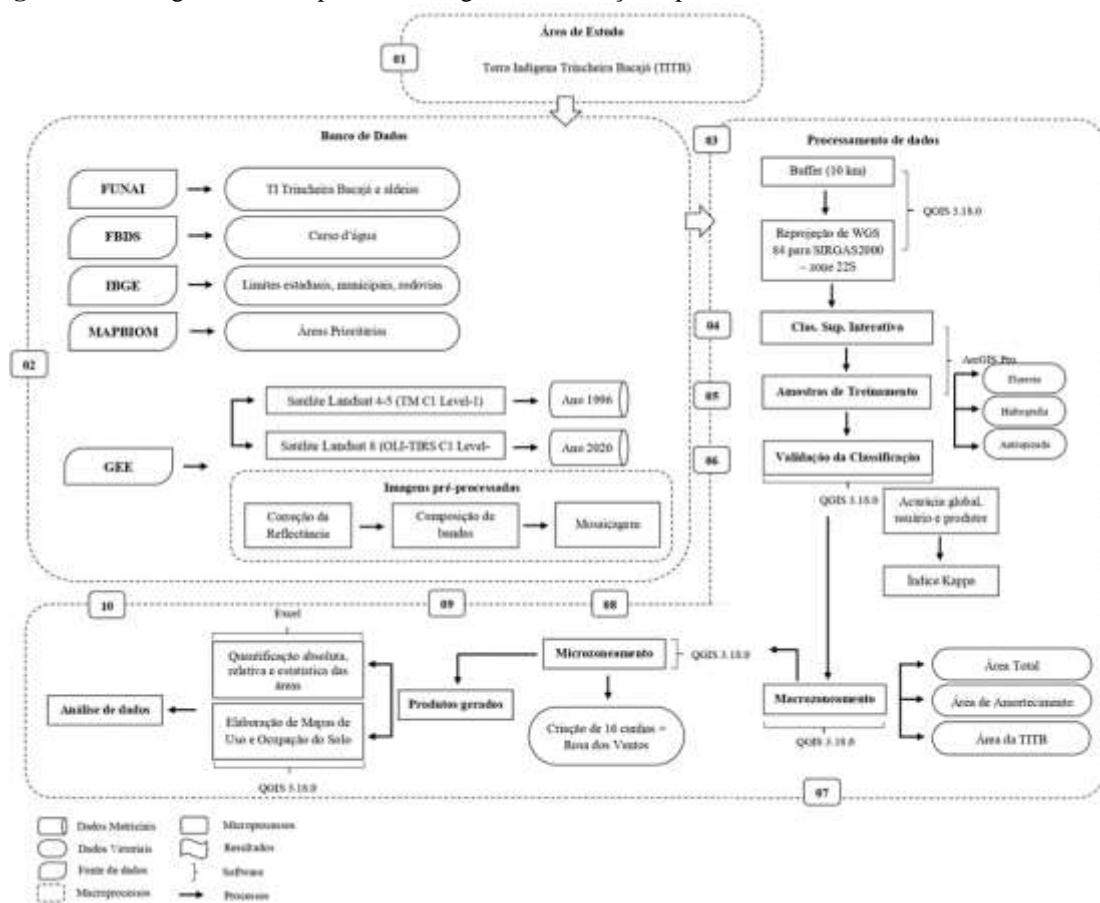 Área de Estudo
01
Terra Indígena Trincheira Bacajá (TITB)
Banco de Dados
02
FUNAI
TI Trincheira Bacajá e aldeias
FBDS
Curso d'água
IBGE
Limites estaduais, municipais, rodovias
MAPBIOM
Áreas Prioritárias
GEE
Satélite Landsat 4-5 (TM C1 Level-1)
Ano 1996
Satélite Landsat 8 (OLI-TIRS C1 Level-
Ano 2020
Imagens pré-processadas
Correção da
Reflectância
Composição de
bandas
Mosaicagem
03
Processamento de dados
Buffer (10 km)
QGIS 3.18.0
Reprojeção de WGS
84 para SIRGAS2000
– zone 22S
04
Clas. Sup. Interativa
ArcGIS Pro
05
Amostras de Treinamento
Floresta
Hidrografia
Antropizada
06
Validação da Classificação
QGIS 3.18.0
Acurácia global,
usuário e produtor
Índice Kappa
07
Macrozoneamento
QGIS 3.18.0
Área Total
Área de Amortecimento
Área da TITB
08
Microzoneamento
QGIS 3.18.0
Criação de 16 cunhas =
Rosa dos Ventos
09
Produtos gerados
10
Excel
Quantificação absoluta,
relativa e estatística das
áreas
Elaboração de Mapas de
Uso e Ocupação do Solo
QGIS 3.18.0
Análise de dados
Dados Matriciais
Microprocessos
Dados Vetoriais
Resultados
Fonte de dados
Software
Macroprocessos
Processos